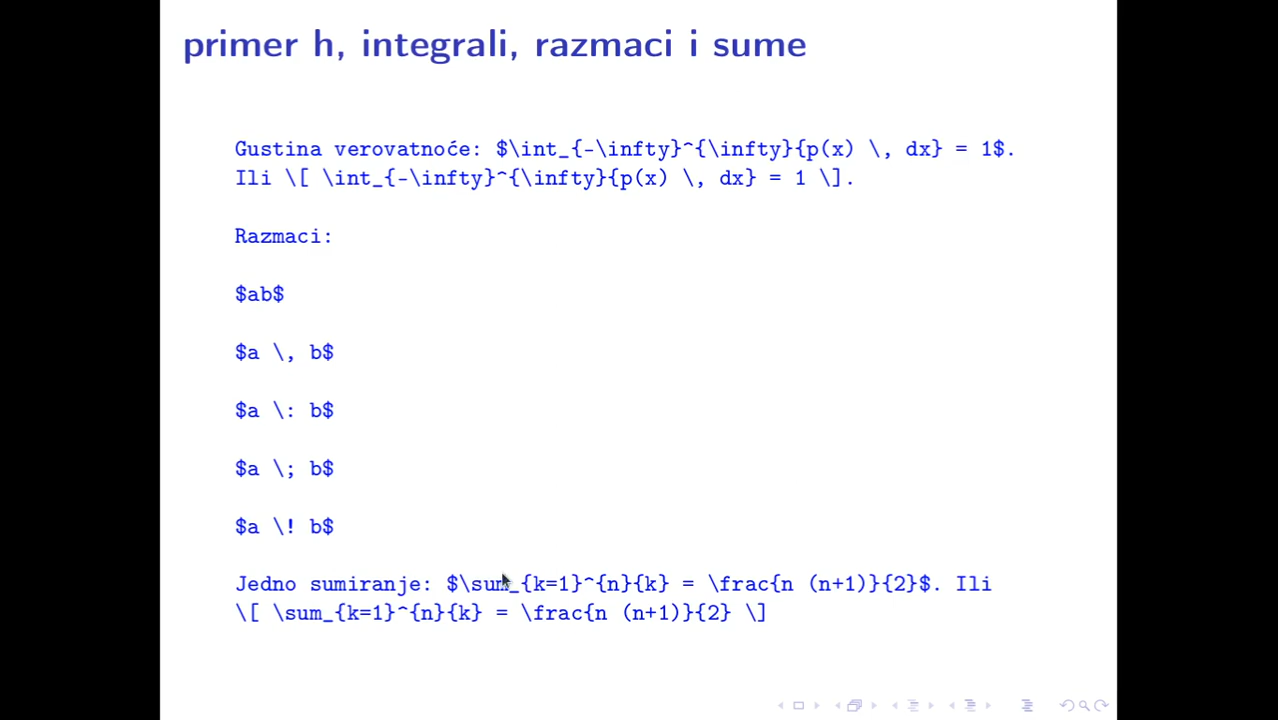 primer h, integrali, razmaci i sume
Gustina verovatnoće: $\int_{-\infty}^{\infty}{p(x) \, dx} = 1$.
Ili \[ \int_{-\infty}^{\infty}{p(x) \, dx} = 1 \].
Razmaci:
$ab$
$a \, b$
$a \: b$
$a \; b$
$a \! b$
Jedno sumiranje: $\sum_{k=1}^{n}{k} = \frac{n (n+1)}{2}$. Ili
\[ \sum_{k=1}^{n}{k} = \frac{n (n+1)}{2} \]